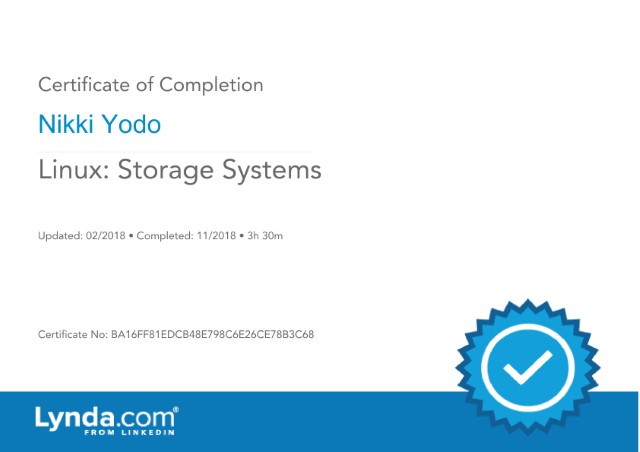 Certificate of Completion
Nikki Yodo
Linux: Storage Systems
Updated: 02/2018 • Completed: 11/2018 • 3h 30m
Certificate No: BA16FF81EDCB48E798C6E26CE78B3C68
Lynda.com®
FROM LINKEDIN